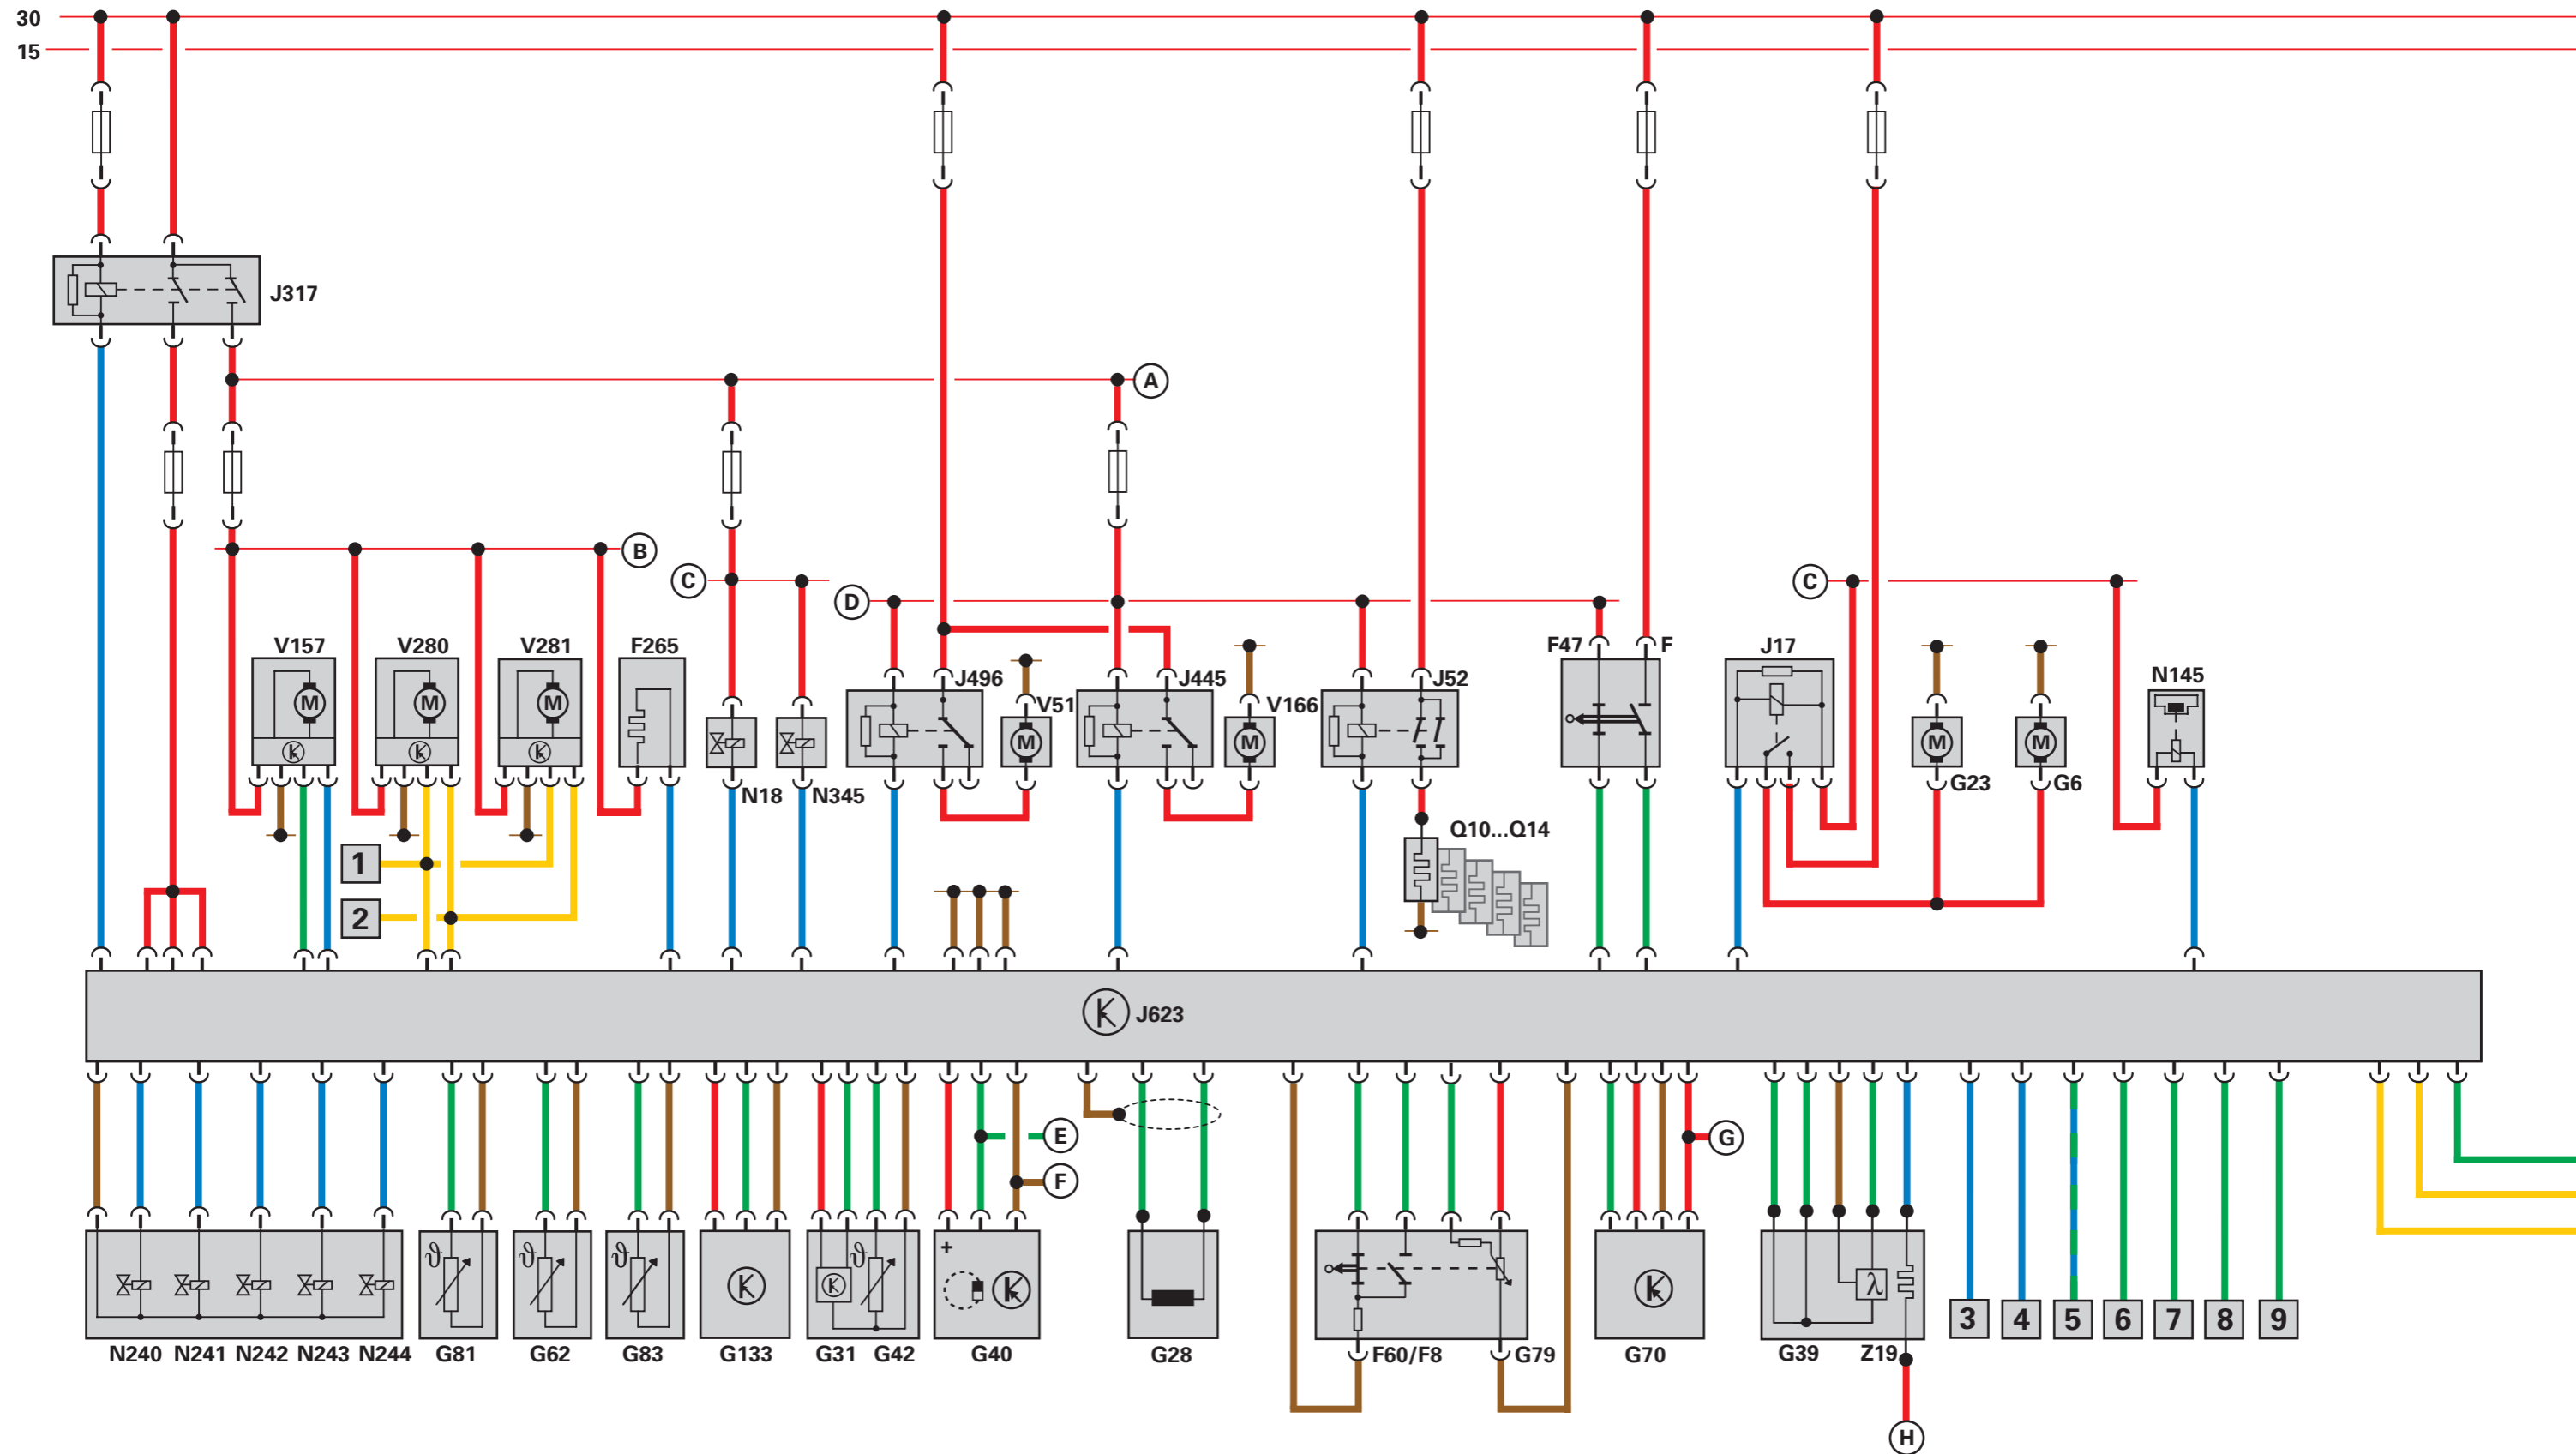 30
15
J317
A
B
C
D
C
V157 V280 V281 F265 F47 F J17
M M M
J496 J445 J52 N145
V51 V166
M M M M
N18 N345 G23 G6
Q10...Q14
1
2
J623
E
G
F
+
ϑ ϑ ϑ ϑ
λ
3 4 5 6 7 8 9
N240 N241 N242 N243 N244 G81 G62 G83 G133 G31 G42 G40 G28 F60/F8 G79 G70 G39 Z19
H